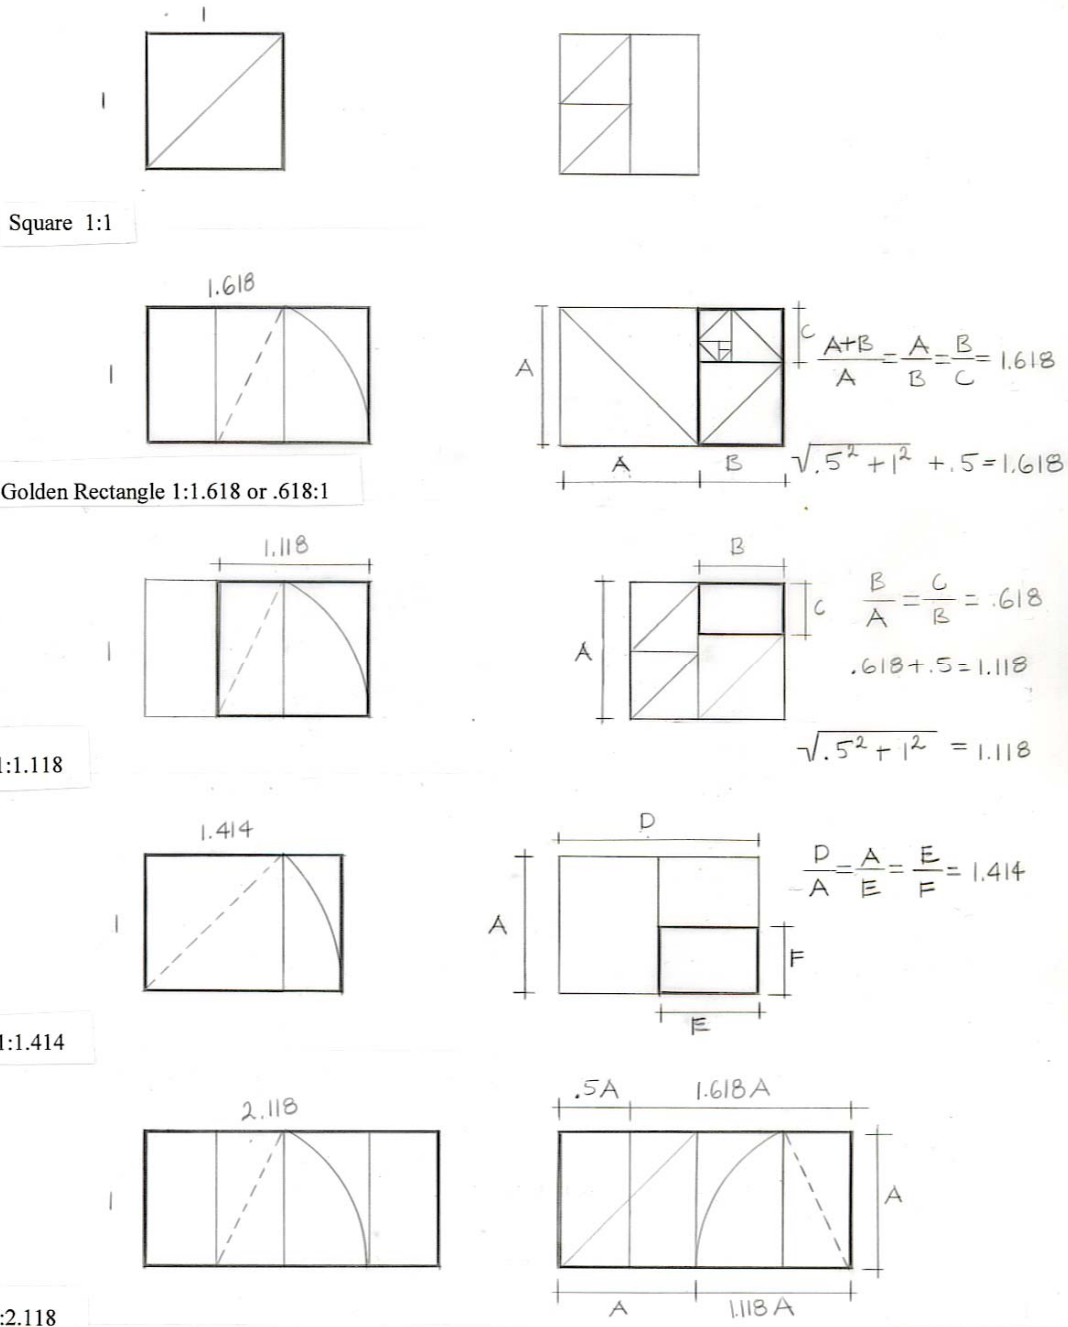 1
1
Square 1:1
1.618
1
A
A
B
C
A+B/A = A/B = B/C = 1.618
√.5² + 1² + .5 = 1.618
Golden Rectangle 1:1.618 or .618:1
1.118
1
B
A
C
B/A = C/B = .618
.618 + .5 = 1.118
√.5² + 1² = 1.118
1:1.118
1.414
1
D
A
F
E
D/A = A/E = E/F = 1.414
1:1.414
2.118
1
.5A
1.618A
A
A
1.118A
:2.118